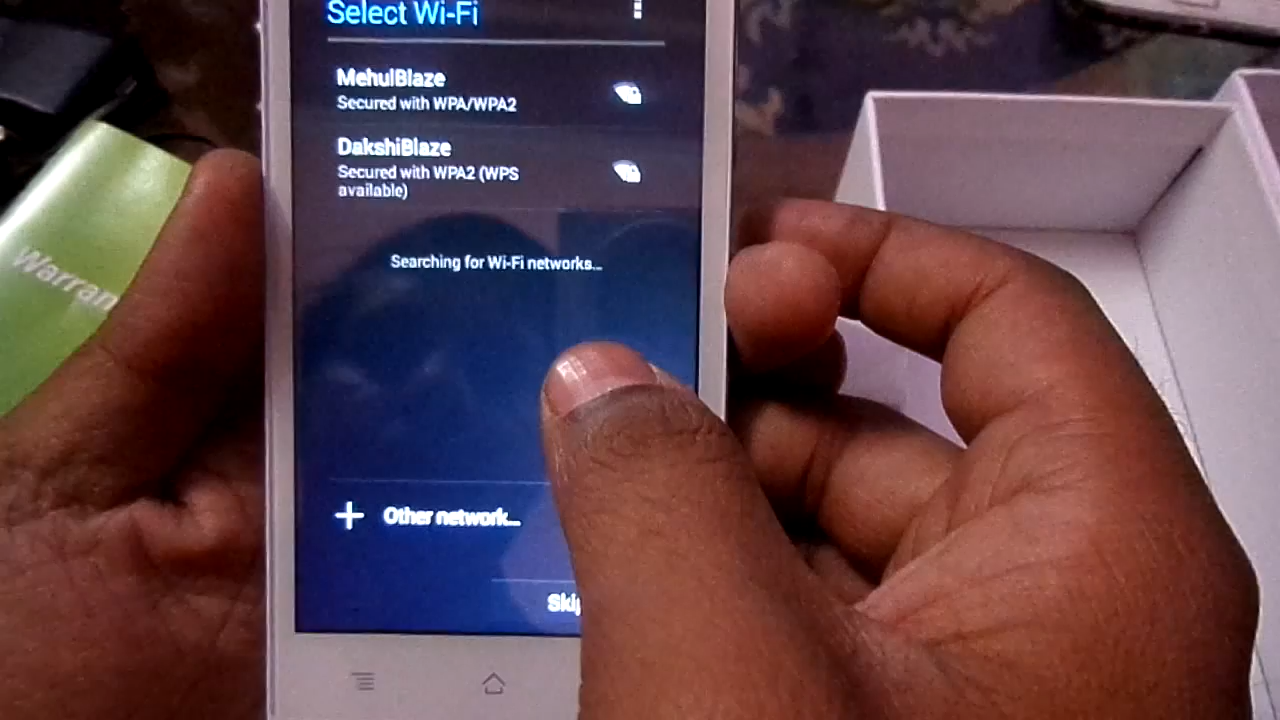 Select Wi-Fi
MehulBlaze
Secured with WPA/WPA2
DakshiBlaze
Secured with WPA2 (WPS
available)
Searching for Wi-Fi networks...
Other network...
Ski
Warran